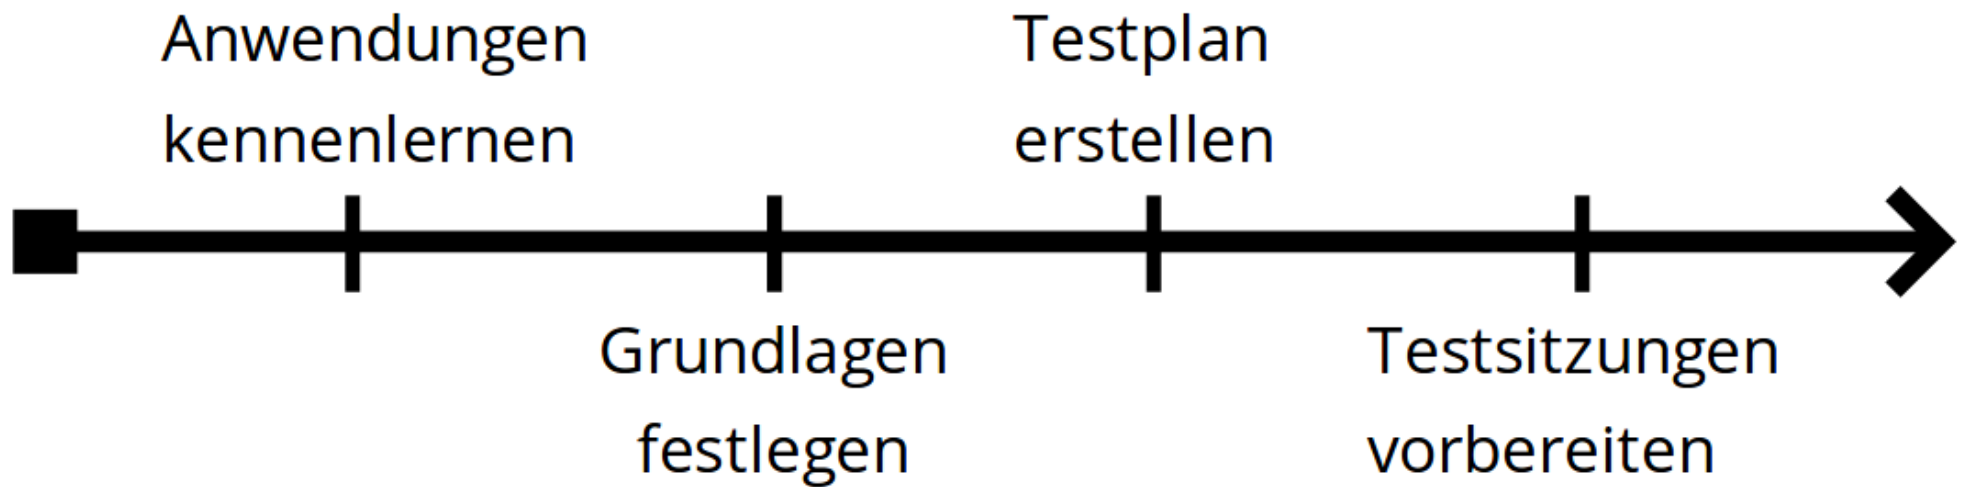 Anwendungen
kennenlernen
Grundlagen
festlegen
Testplan
erstellen
Testsitzungen
vorbereiten